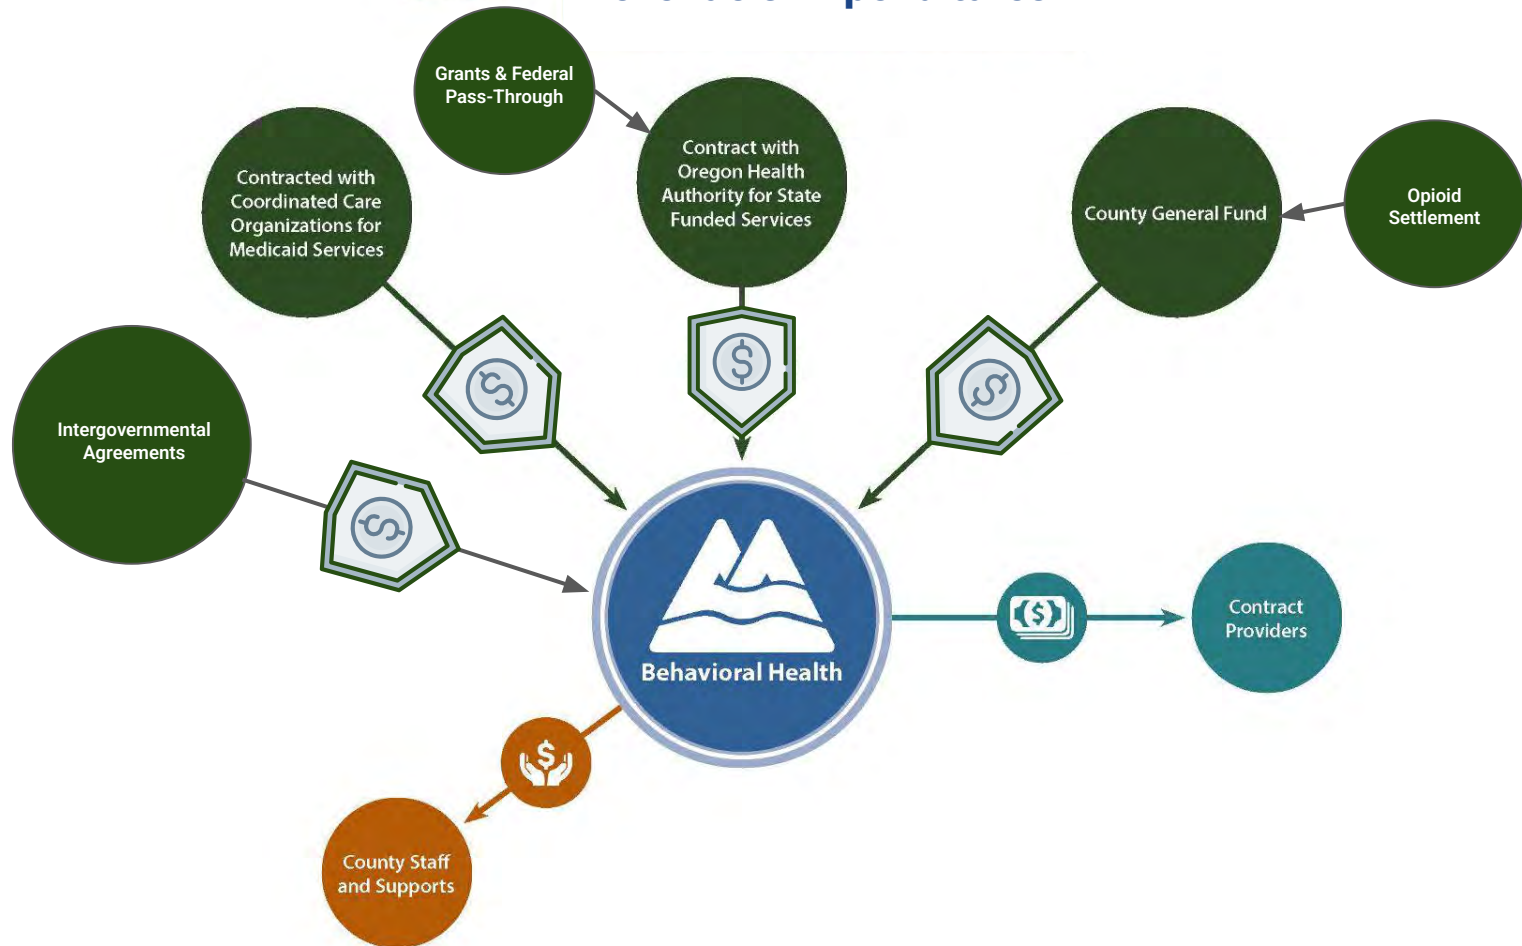 Grants & Federal
Pass-Through
Contract with
Oregon Health
Authority for State
Funded Services
Contracted with
Coordinated Care
Organizations for
Medicaid Services
County General Fund
Opioid
Settlement
Intergovernmental
Agreements
$
$
$
$
Behavioral Health
$
Contract
Providers
$
County Staff
and Supports